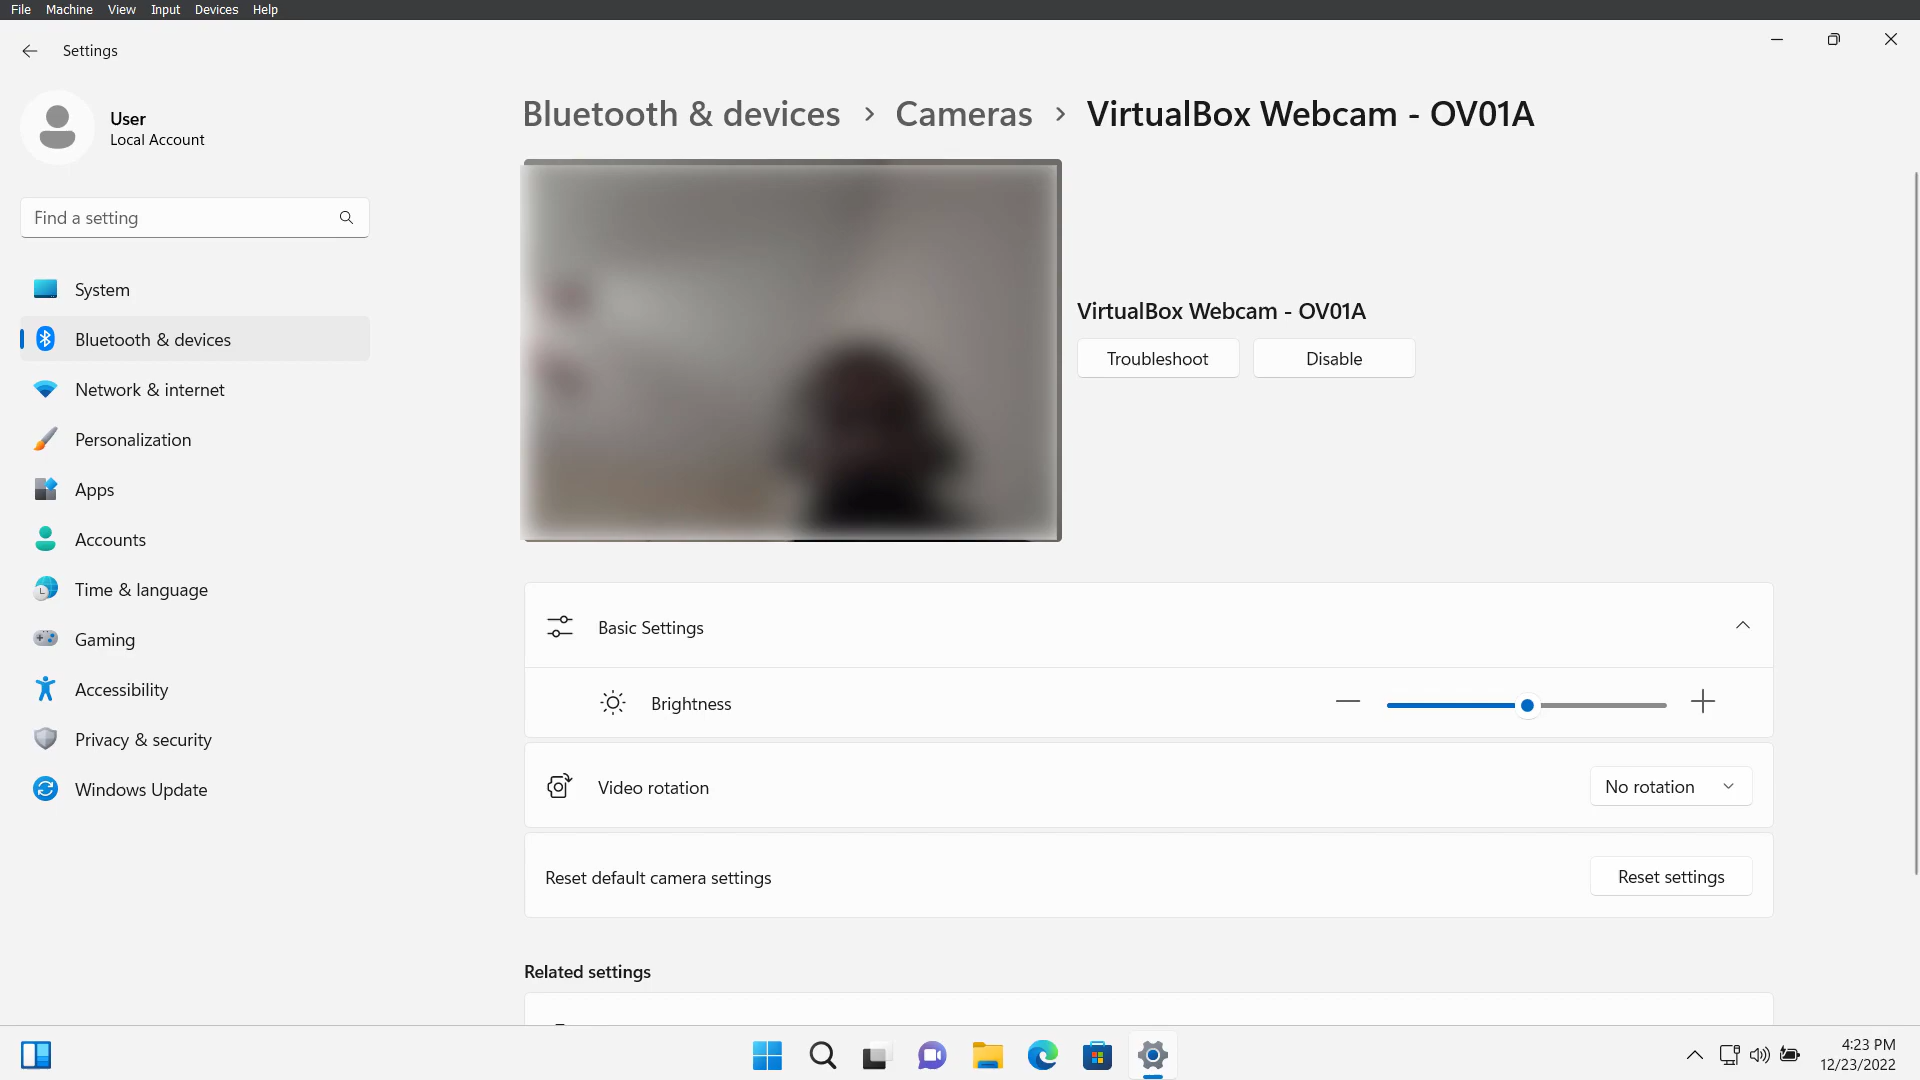 File Machine View Input Devices Help
Settings
User
Local Account
Find a setting
System
Bluetooth & devices
Network & internet
Personalization
Apps
Accounts
Time & language
Gaming
Accessibility
Privacy & security
Windows Update
Bluetooth & devices > Cameras > VirtualBox Webcam - OV01A
VirtualBox Webcam - OV01A
Troubleshoot Disable
Basic Settings
Brightness
Video rotation No rotation
Reset default camera settings Reset settings
Related settings
4:23 PM
12/23/2022